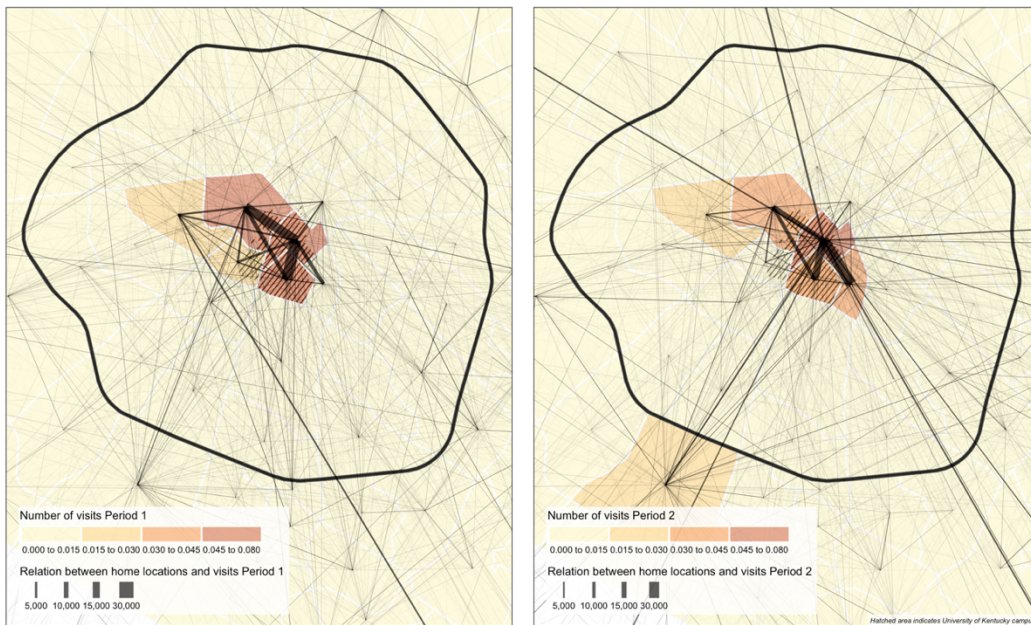 Number of visits Period 1
0.000 to 0.015 0.015 to 0.030 0.030 to 0.045 0.045 to 0.080
Relation between home locations and visits Period 1
5,000 10,000 15,000 30,000
Number of visits Period 2
0.000 to 0.015 0.015 to 0.030 0.030 to 0.045 0.045 to 0.080
Relation between home locations and visits Period 2
5,000 10,000 15,000 30,000
Hatched area indicates University of Kentucky campus